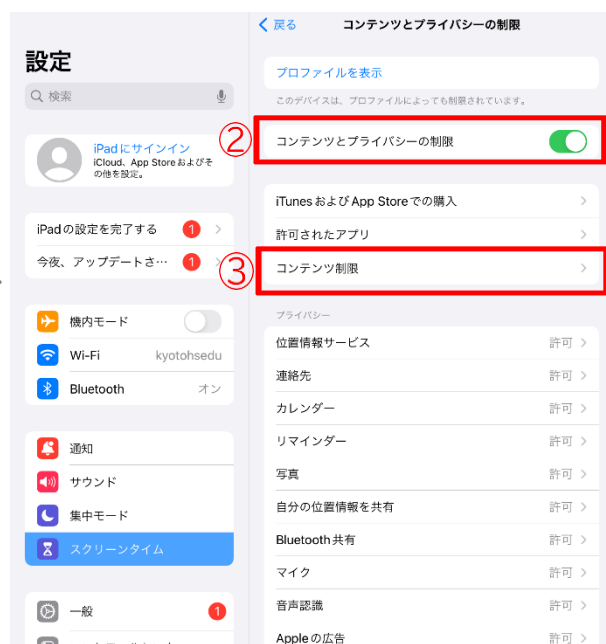 設定
検索
iPadにサインイン
iCloud、App Storeおよびそ
の他を設定。
iPadの設定を完了する 1
今夜、アップデートさ… 1
機内モード
Wi-Fi kyotohsedu
Bluetooth オン
通知
サウンド
集中モード
スクリーンタイム
一般 1
戻る コンテンツとプライバシーの制限
プロファイルを表示
このデバイスは、プロファイルによっても制限されています。
② コンテンツとプライバシーの制限
iTunesおよびApp Storeでの購入
許可されたアプリ
③ コンテンツ制限
プライバシー
位置情報サービス 許可
連絡先 許可
カレンダー 許可
リマインダー 許可
写真 許可
自分の位置情報を共有 許可
Bluetooth共有 許可
マイク 許可
音声認識 許可
Appleの広告 許可